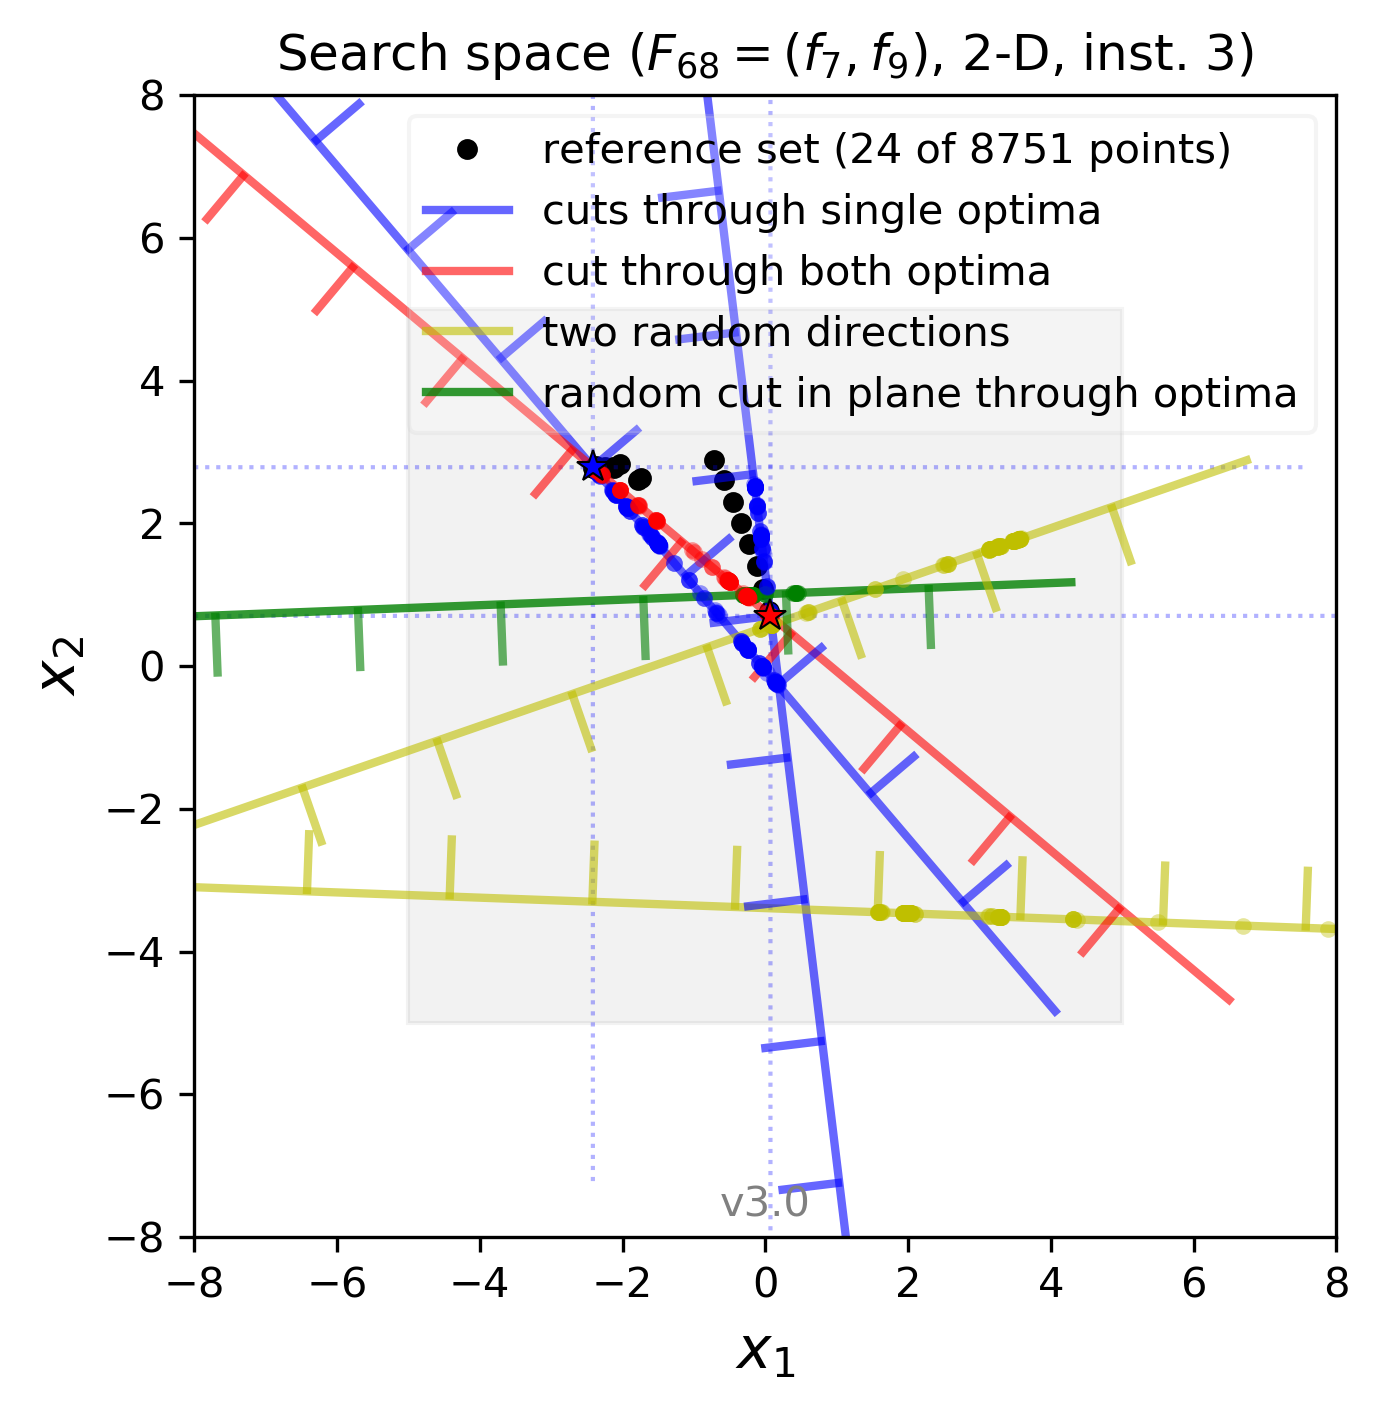 Search space (F68 = (f7, f9), 2-D, inst. 3)
reference set (24 of 8751 points)
cuts through single optima
cut through both optima
two random directions
random cut in plane through optima
8
6
4
2
0
−2
−4
−6
−8
x2
v3.0
−8 −6 −4 −2 0 2 4 6 8
x1